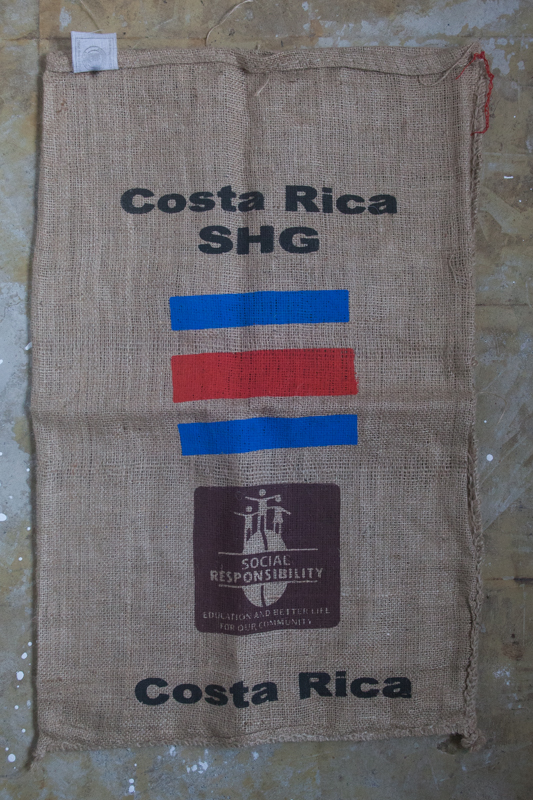 Costa Rica
SHG
SOCIAL
RESPONSIBILITY
EDUCATION AND BETTER LIFE
FOR OUR COMMUNITY
Costa Rica